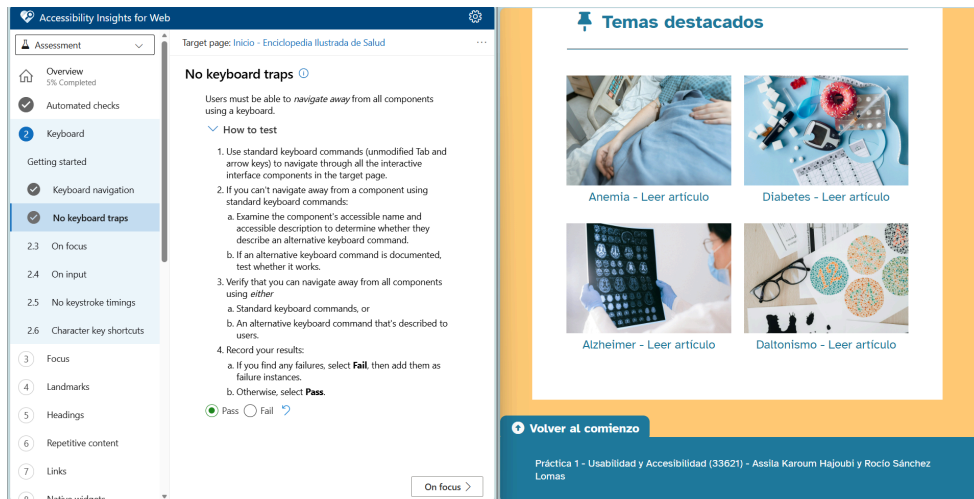 Accessibility Insights for Web
Assessment
Overview
5% Completed
Automated checks
2 Keyboard
Getting started
Keyboard navigation
No keyboard traps
2.3 On focus
2.4 On input
2.5 No keystroke timings
2.6 Character key shortcuts
3 Focus
4 Landmarks
5 Headings
6 Repetitive content
7 Links
8 Native widgets
Target page: Inicio - Enciclopedia Ilustrada de Salud
No keyboard traps
Users must be able to navigate away from all components
using a keyboard.
How to test
1. Use standard keyboard commands (unmodified Tab and
arrow keys) to navigate through all the interactive
interface components in the target page.
2. If you can't navigate away from a component using
standard keyboard commands:
a. Examine the component's accessible name and
accessible description to determine whether they
describe an alternative keyboard command.
b. If an alternative keyboard command is documented,
test whether it works.
3. Verify that you can navigate away from all components
using either
a. Standard keyboard commands, or
b. An alternative keyboard command that's described to
users.
4. Record your results:
a. If you find any failures, select Fail, then add them as
failure instances.
b. Otherwise, select Pass.
Pass Fail
On focus
Temas destacados
Anemia - Leer artículo
Diabetes - Leer artículo
Alzheimer - Leer artículo
Daltonismo - Leer artículo
Volver al comienzo
Práctica 1 - Usabilidad y Accesibilidad (33621) - Assila Karoum Hajoubi y Rocío Sánchez
Lomas